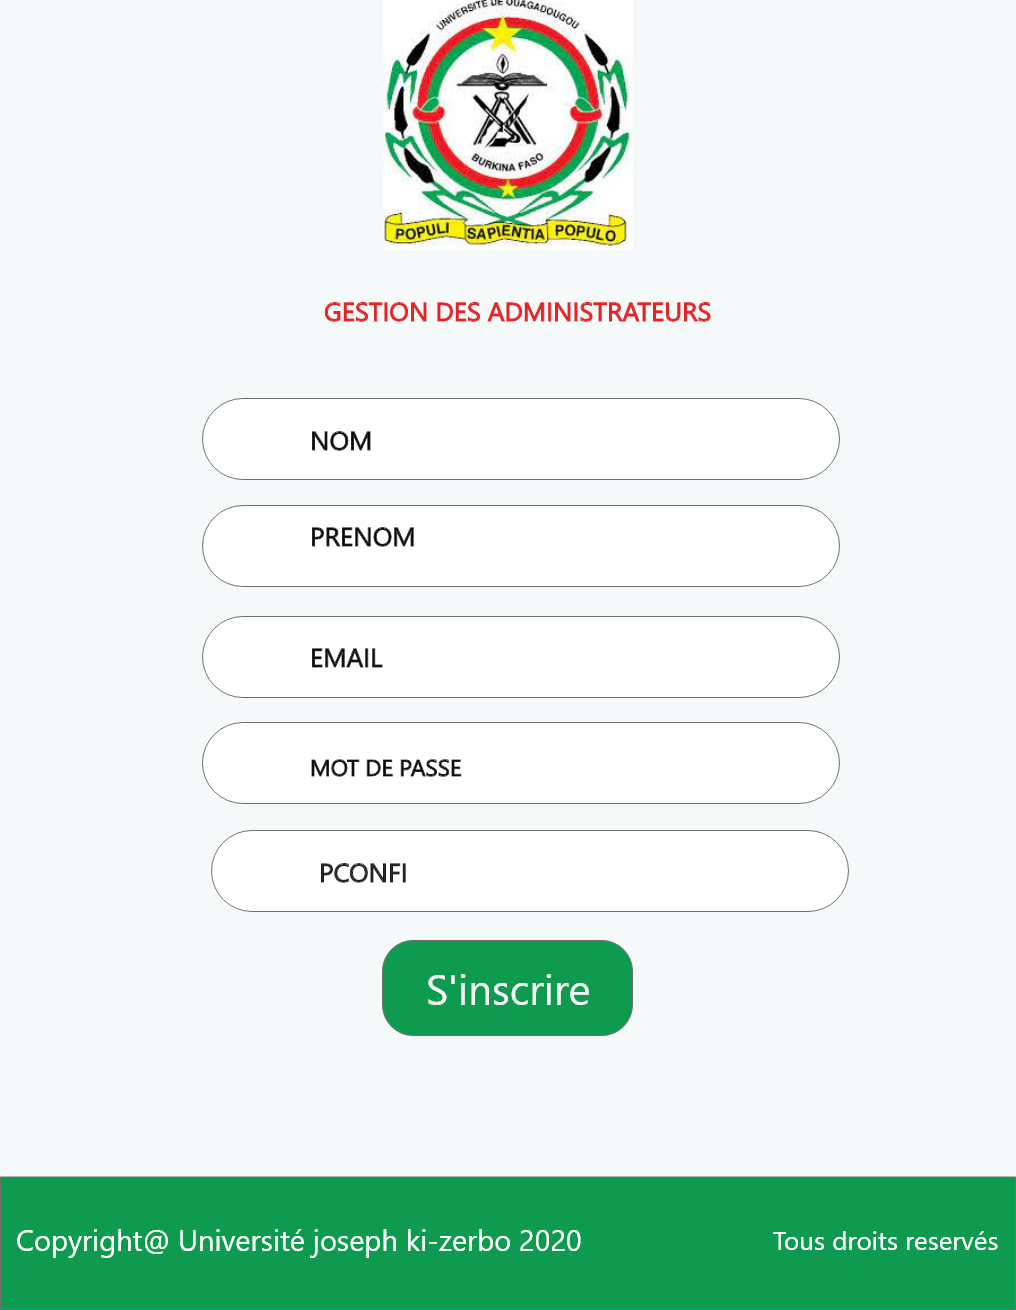 UNIVERSITÉ DE OUAGADOUGOU
BURKINA FASO
POPULI SAPIENTIA POPULO
GESTION DES ADMINISTRATEURS
NOM
PRENOM
EMAIL
MOT DE PASSE
PCONFI
S'inscrire
Copyright@ Université joseph ki-zerbo 2020
Tous droits reservés